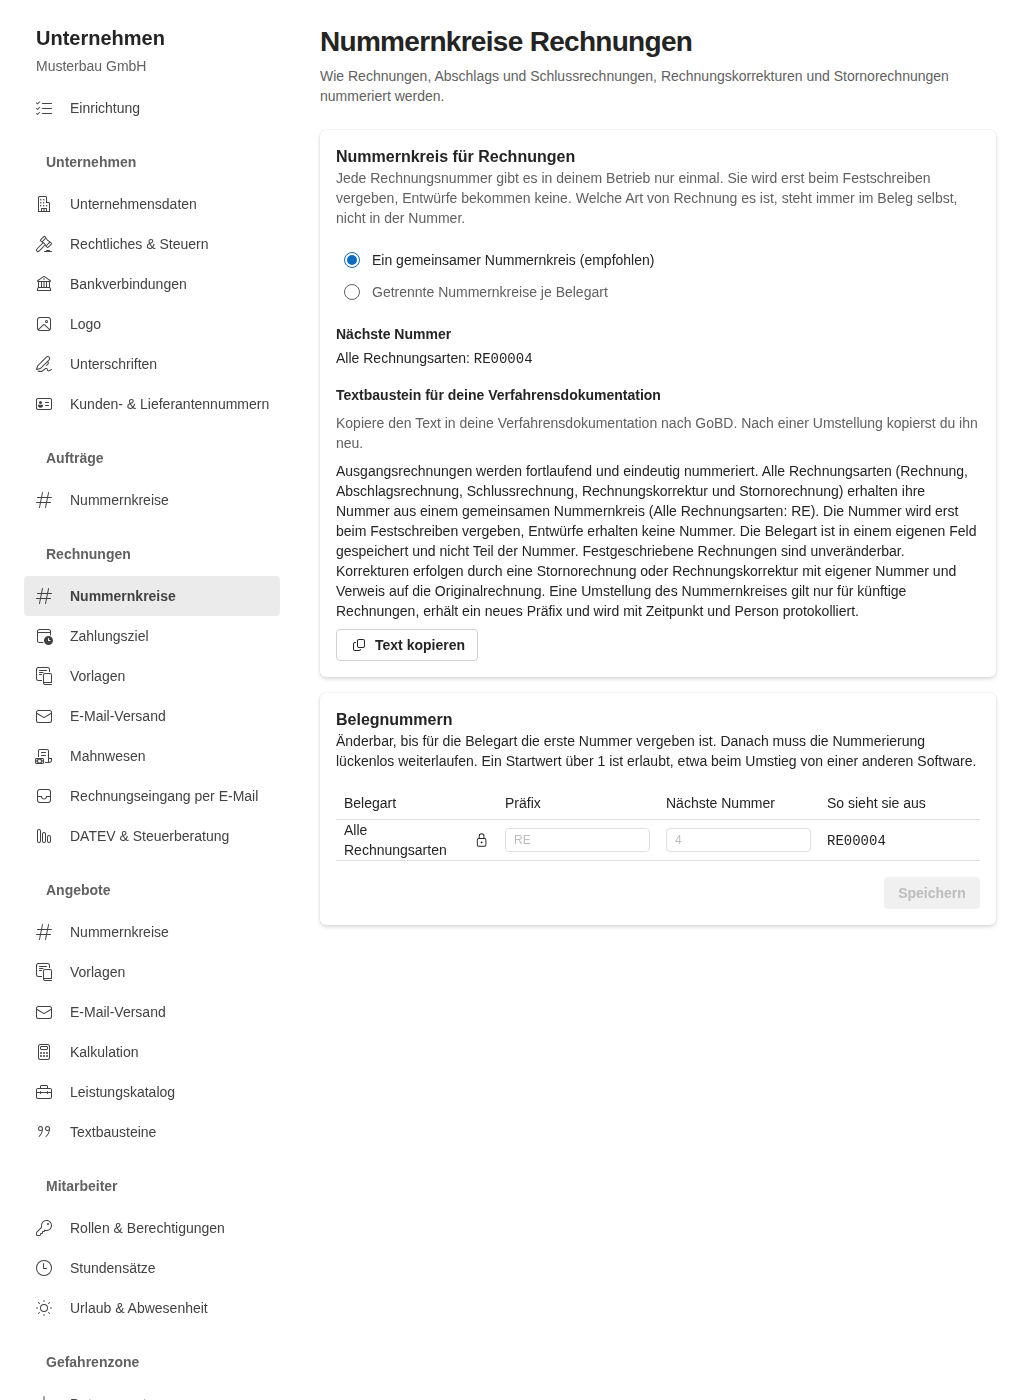 Unternehmen
Musterbau GmbH
Einrichtung
Unternehmen
Unternehmensdaten
Rechtliches & Steuern
Bankverbindungen
Logo
Unterschriften
Kunden- & Lieferantennummern
Aufträge
Nummernkreise
Rechnungen
Nummernkreise
Zahlungsziel
Vorlagen
E-Mail-Versand
Mahnwesen
Rechnungseingang per E-Mail
DATEV & Steuerberatung
Angebote
Nummernkreise
Vorlagen
E-Mail-Versand
Kalkulation
Leistungskatalog
Textbausteine
Mitarbeiter
Rollen & Berechtigungen
Stundensätze
Urlaub & Abwesenheit
Gefahrenzone
Nummernkreise Rechnungen
Wie Rechnungen, Abschlags und Schlussrechnungen, Rechnungskorrekturen und Stornorechnungen
nummeriert werden.
Nummernkreis für Rechnungen
Jede Rechnungsnummer gibt es in deinem Betrieb nur einmal. Sie wird erst beim Festschreiben
vergeben, Entwürfe bekommen keine. Welche Art von Rechnung es ist, steht immer im Beleg selbst,
nicht in der Nummer.
Ein gemeinsamer Nummernkreis (empfohlen)
Getrennte Nummernkreise je Belegart
Nächste Nummer
Alle Rechnungsarten: RE00004
Textbaustein für deine Verfahrensdokumentation
Kopiere den Text in deine Verfahrensdokumentation nach GoBD. Nach einer Umstellung kopierst du ihn
neu.
Ausgangsrechnungen werden fortlaufend und eindeutig nummeriert. Alle Rechnungsarten (Rechnung,
Abschlagsrechnung, Schlussrechnung, Rechnungskorrektur und Stornorechnung) erhalten ihre
Nummer aus einem gemeinsamen Nummernkreis (Alle Rechnungsarten: RE). Die Nummer wird erst
beim Festschreiben vergeben, Entwürfe erhalten keine Nummer. Die Belegart ist in einem eigenen Feld
gespeichert und nicht Teil der Nummer. Festgeschriebene Rechnungen sind unveränderbar.
Korrekturen erfolgen durch eine Stornorechnung oder Rechnungskorrektur mit eigener Nummer und
Verweis auf die Originalrechnung. Eine Umstellung des Nummernkreises gilt nur für künftige
Rechnungen, erhält ein neues Präfix und wird mit Zeitpunkt und Person protokolliert.
Text kopieren
Belegnummern
Änderbar, bis für die Belegart die erste Nummer vergeben ist. Danach muss die Nummerierung
lückenlos weiterlaufen. Ein Startwert über 1 ist erlaubt, etwa beim Umstieg von einer anderen Software.
Belegart Präfix Nächste Nummer So sieht sie aus
Alle
Rechnungsarten RE 4 RE00004
Speichern